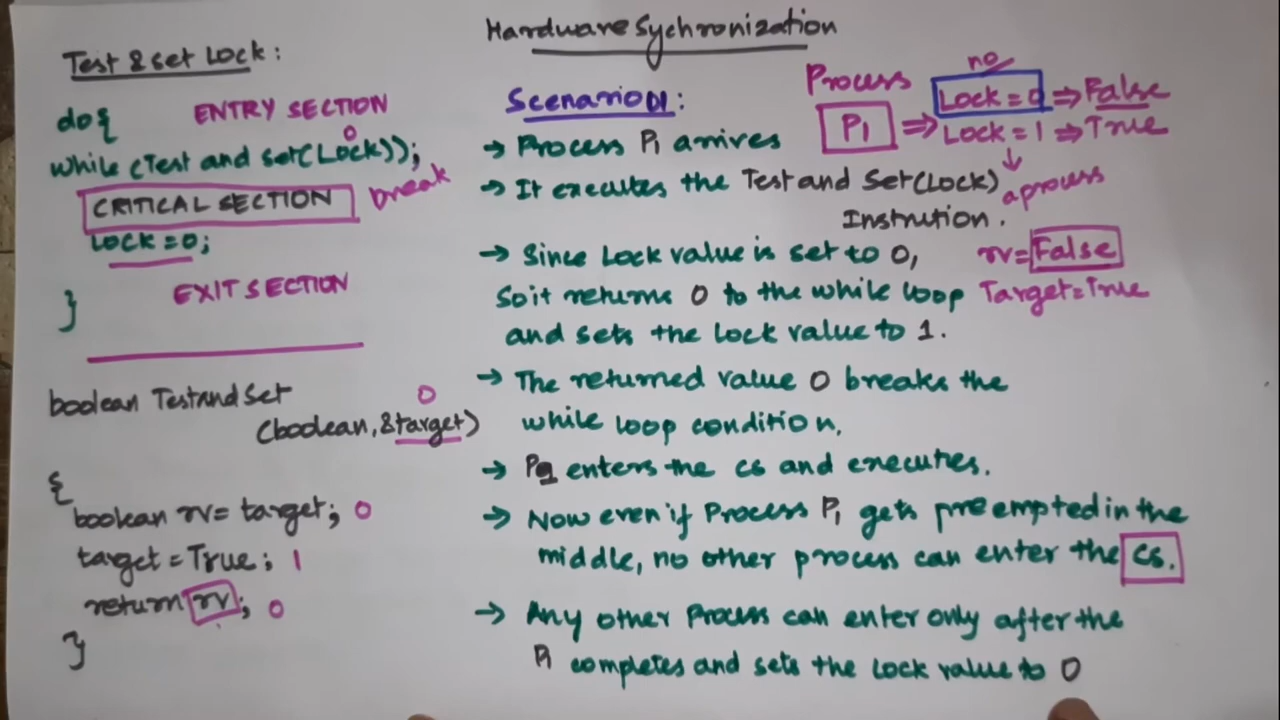 Hardware Sychronization
Test & set Lock :
do{ ENTRY SECTION
0
while (Test and set(Lock));
CRITICAL SECTION break
Lock = 0;
EXIT SECTION
}
boolean TestandSet
0
(boolean, &target)
{
boolean rv= target; 0
target = True; 1
return rv; 0
}
Scenario 01:
→ Process P1 arrives
→ It executes the Test and Set(Lock)
Instrution.
→ Since Lock value is set to 0,
So it returns 0 to the while loop
and sets the Lock value to 1.
→ The returned value 0 breaks the
while loop condition.
→ P1 enters the cs and executies.
→ Now even if Process P1 gets preempted in the
middle, no other process can enter the cs.
→ Any other Process can enter only after the
P1 completes and sets the Lock value to 0
no
Process Lock = 0 ⇒ False
P1 ⇒ Lock = 1 ⇒ True
↓
a process
rv = False
Target = True